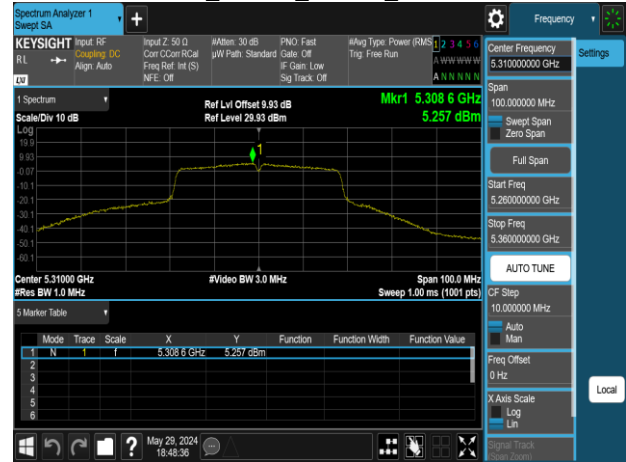 Spectrum Analyzer 1
Swept SA
Frequency
KEYSIGHT
RL
Input: RF
Coupling: DC
Align: Auto
Input Z: 50 Ω
Corr CCorr RCal
Freq Ref: Int (S)
NFE: Off
#Atten: 30 dB
µW Path: Standard
PNO: Fast
Gate: Off
IF Gain: Low
Sig Track: Off
#Avg Type: Power (RMS
Trig: Free Run
1 2 3 4 5 6
A W W W W W
A N N N N N
LXI
1 Spectrum
Scale/Div 10 dB
Ref Lvl Offset 9.93 dB
Ref Level 29.93 dBm
Mkr1 5.308 6 GHz
5.257 dBm
Log
19.9
9.93
-0.07
-10.1
-20.1
-30.1
-40.1
-50.1
-60.1
1
Center 5.31000 GHz
#Res BW 1.0 MHz
#Video BW 3.0 MHz
Span 100.0 MHz
Sweep 1.00 ms (1001 pts)
5 Marker Table
Mode Trace Scale X Y Function Function Width Function Value
1 N 1 f 5.308 6 GHz 5.257 dBm
2
3
4
5
6
May 29, 2024
18:48:36
Center Frequency
5.310000000 GHz
Span
100.000000 MHz
Swept Span
Zero Span
Full Span
Start Freq
5.260000000 GHz
Stop Freq
5.360000000 GHz
AUTO TUNE
CF Step
10.000000 MHz
Auto
Man
Freq Offset
0 Hz
X Axis Scale
Log
Lin
Signal Track
(Span Zoom)
Settings
Local